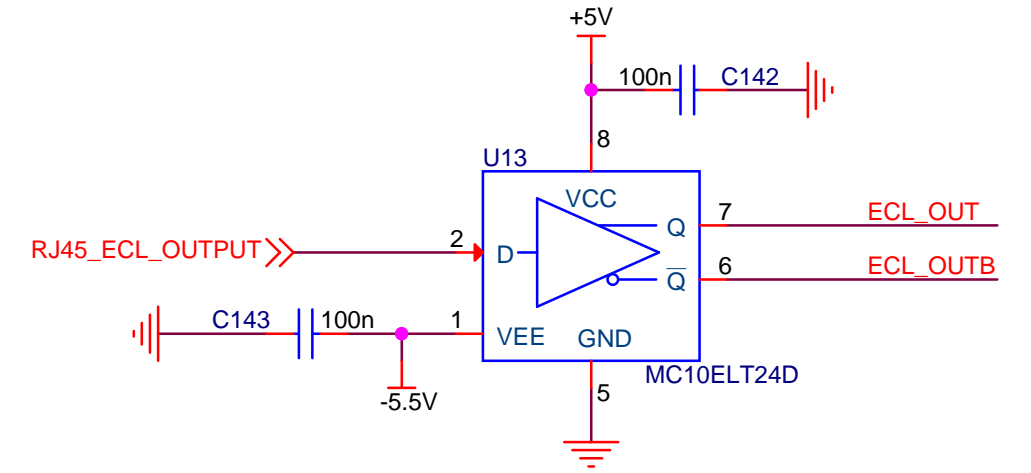 +5V
100n
C142
8
U13
VCC
7
ECL_OUT
RJ45_ECL_OUTPUT
2
D
Q
6
ECL_OUTB
Q
C143
100n
1
VEE
GND
MC10ELT24D
-5.5V
5